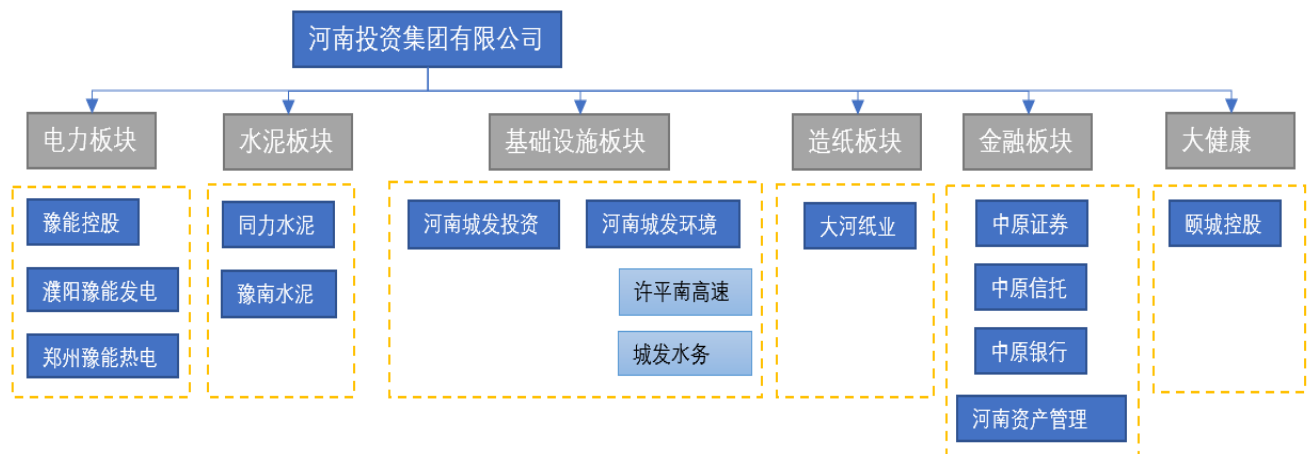 河南投资集团有限公司
电力板块
水泥板块
基础设施板块
造纸板块
金融板块
大健康
豫能控股
濮阳豫能发电
郑州豫能热电
同力水泥
豫南水泥
河南城发投资
河南城发环境
许平南高速
城发水务
大河纸业
中原证券
中原信托
中原银行
河南资产管理
颐城控股